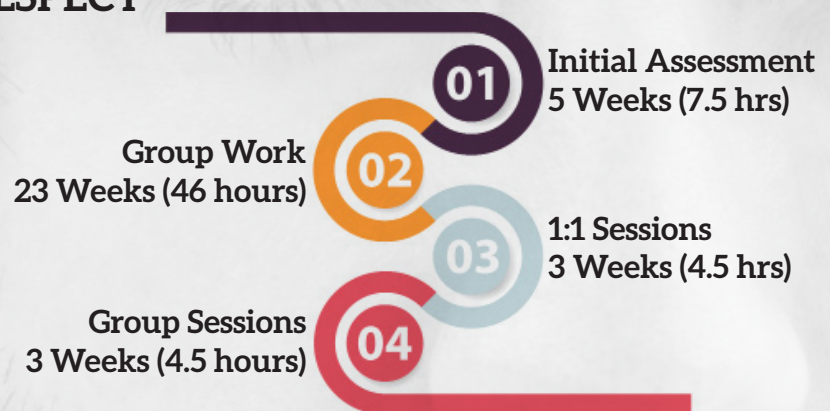 01
Initial Assessment
5 Weeks (7.5 hrs)
Group Work
23 Weeks (46 hours)
02
1:1 Sessions
3 Weeks (4.5 hrs)
03
Group Sessions
3 Weeks (4.5 hours)
04